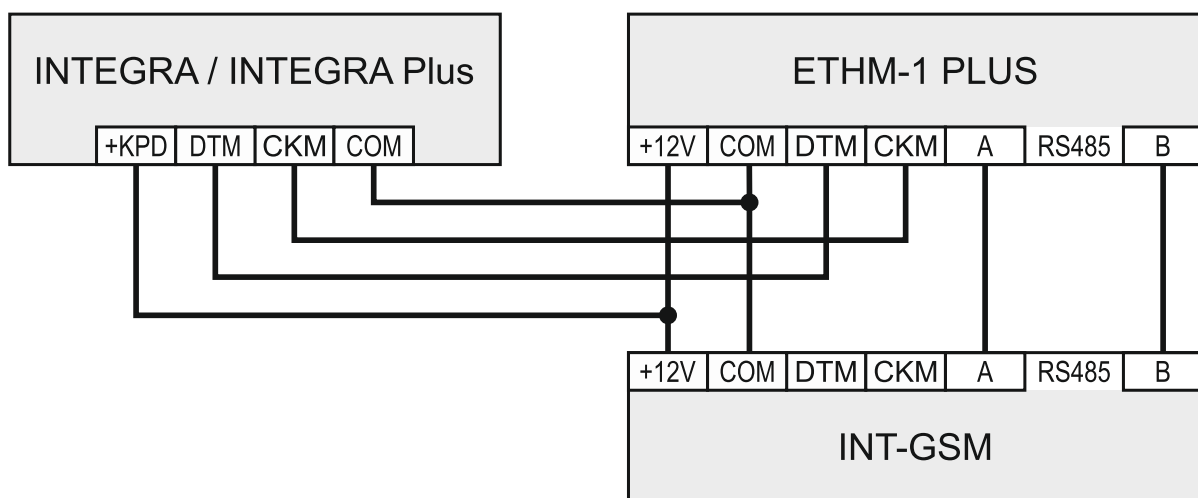 INTEGRA / INTEGRA Plus
+KPD DTM CKM COM
ETHM-1 PLUS
+12V COM DTM CKM A RS485 B
+12V COM DTM CKM A RS485 B
INT-GSM